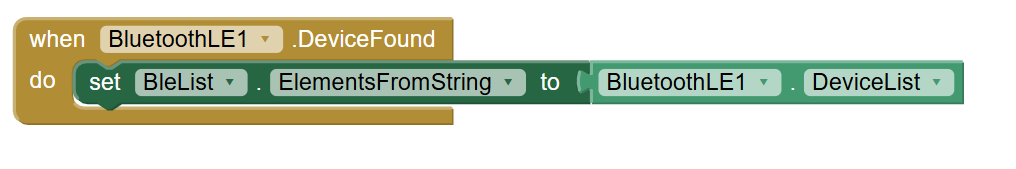 when BluetoothLE1 .DeviceFound
do set BleList . ElementsFromString to BluetoothLE1 . DeviceList